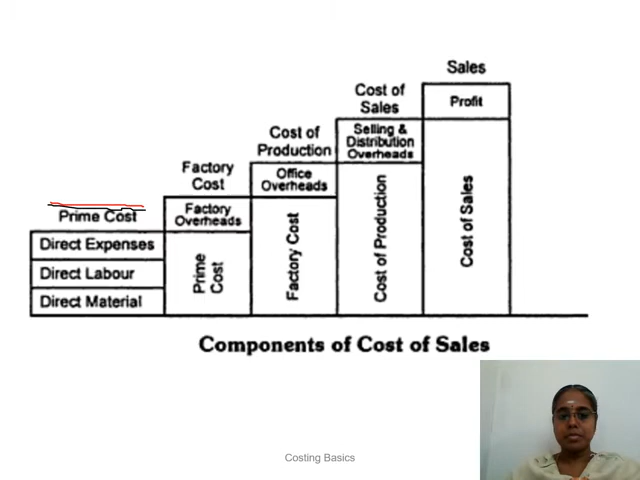 Sales
Profit
Cost of Sales
Cost of
Sales
Selling &
Distribution
Overheads
Cost of Production
Cost of
Production
Office
Overheads
Factory Cost
Factory
Cost
Factory
Overheads
Prime
Cost
Prime Cost
Direct Expenses
Direct Labour
Direct Material
Components of Cost of Sales
Costing Basics